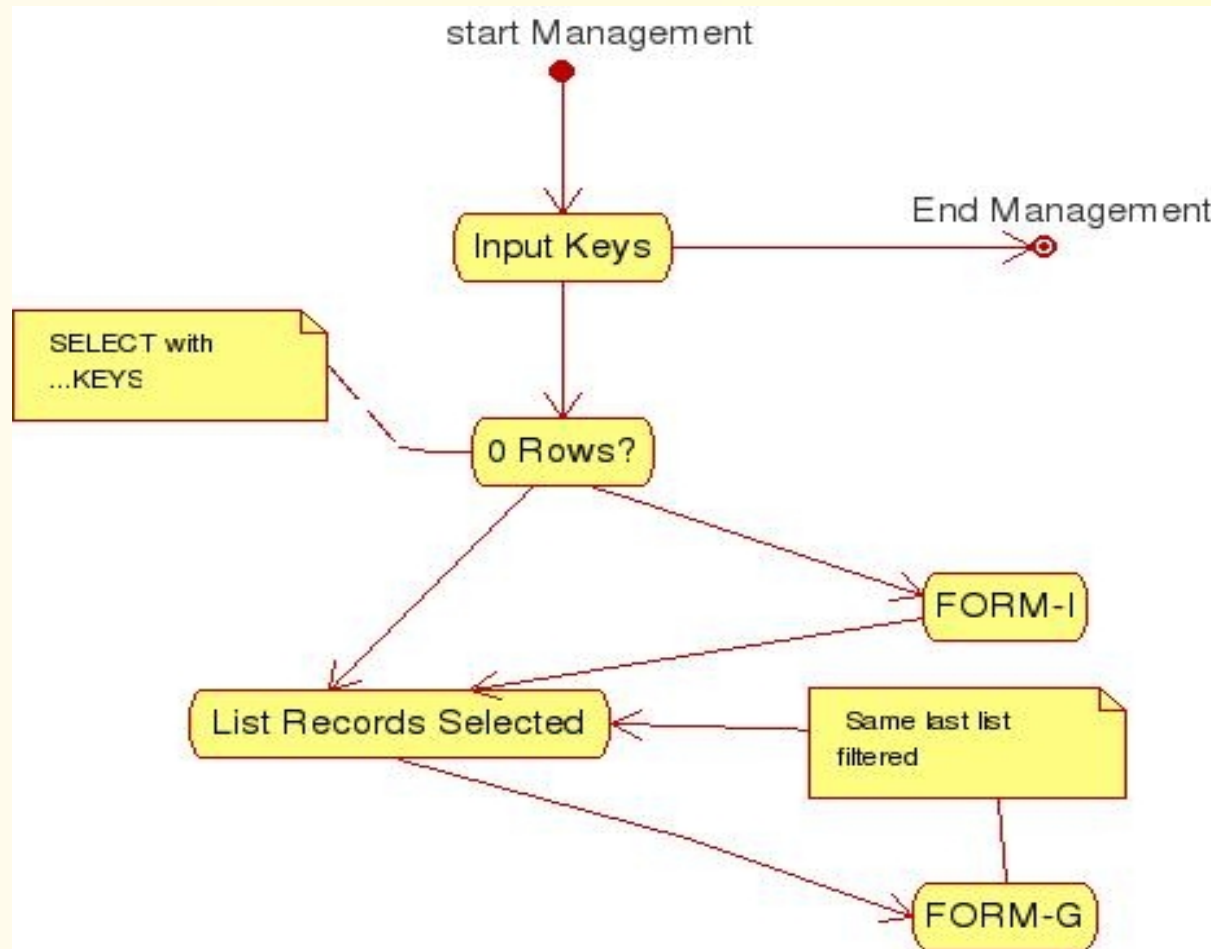 start Management
End Management
Input Keys
SELECT with
...KEYS
0 Rows?
FORM-I
List Records Selected
Same last list
filtered
FORM-G